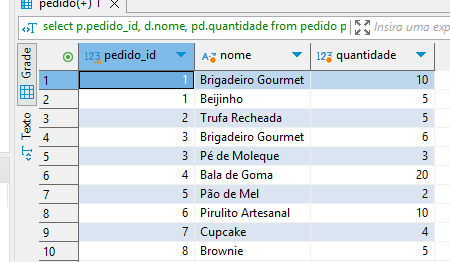 pedido(+) 1
select p.pedido_id, d.nome, pd.quantidade from pedido p Insira uma exp
Grade
Texto
123 pedido_id A-Z nome 123 quantidade
1 1 Brigadeiro Gourmet 10
2 1 Beijinho 5
3 2 Trufa Recheada 5
4 3 Brigadeiro Gourmet 6
5 3 Pé de Moleque 3
6 4 Bala de Goma 20
7 5 Pão de Mel 2
8 6 Pirulito Artesanal 10
9 7 Cupcake 4
10 8 Brownie 5